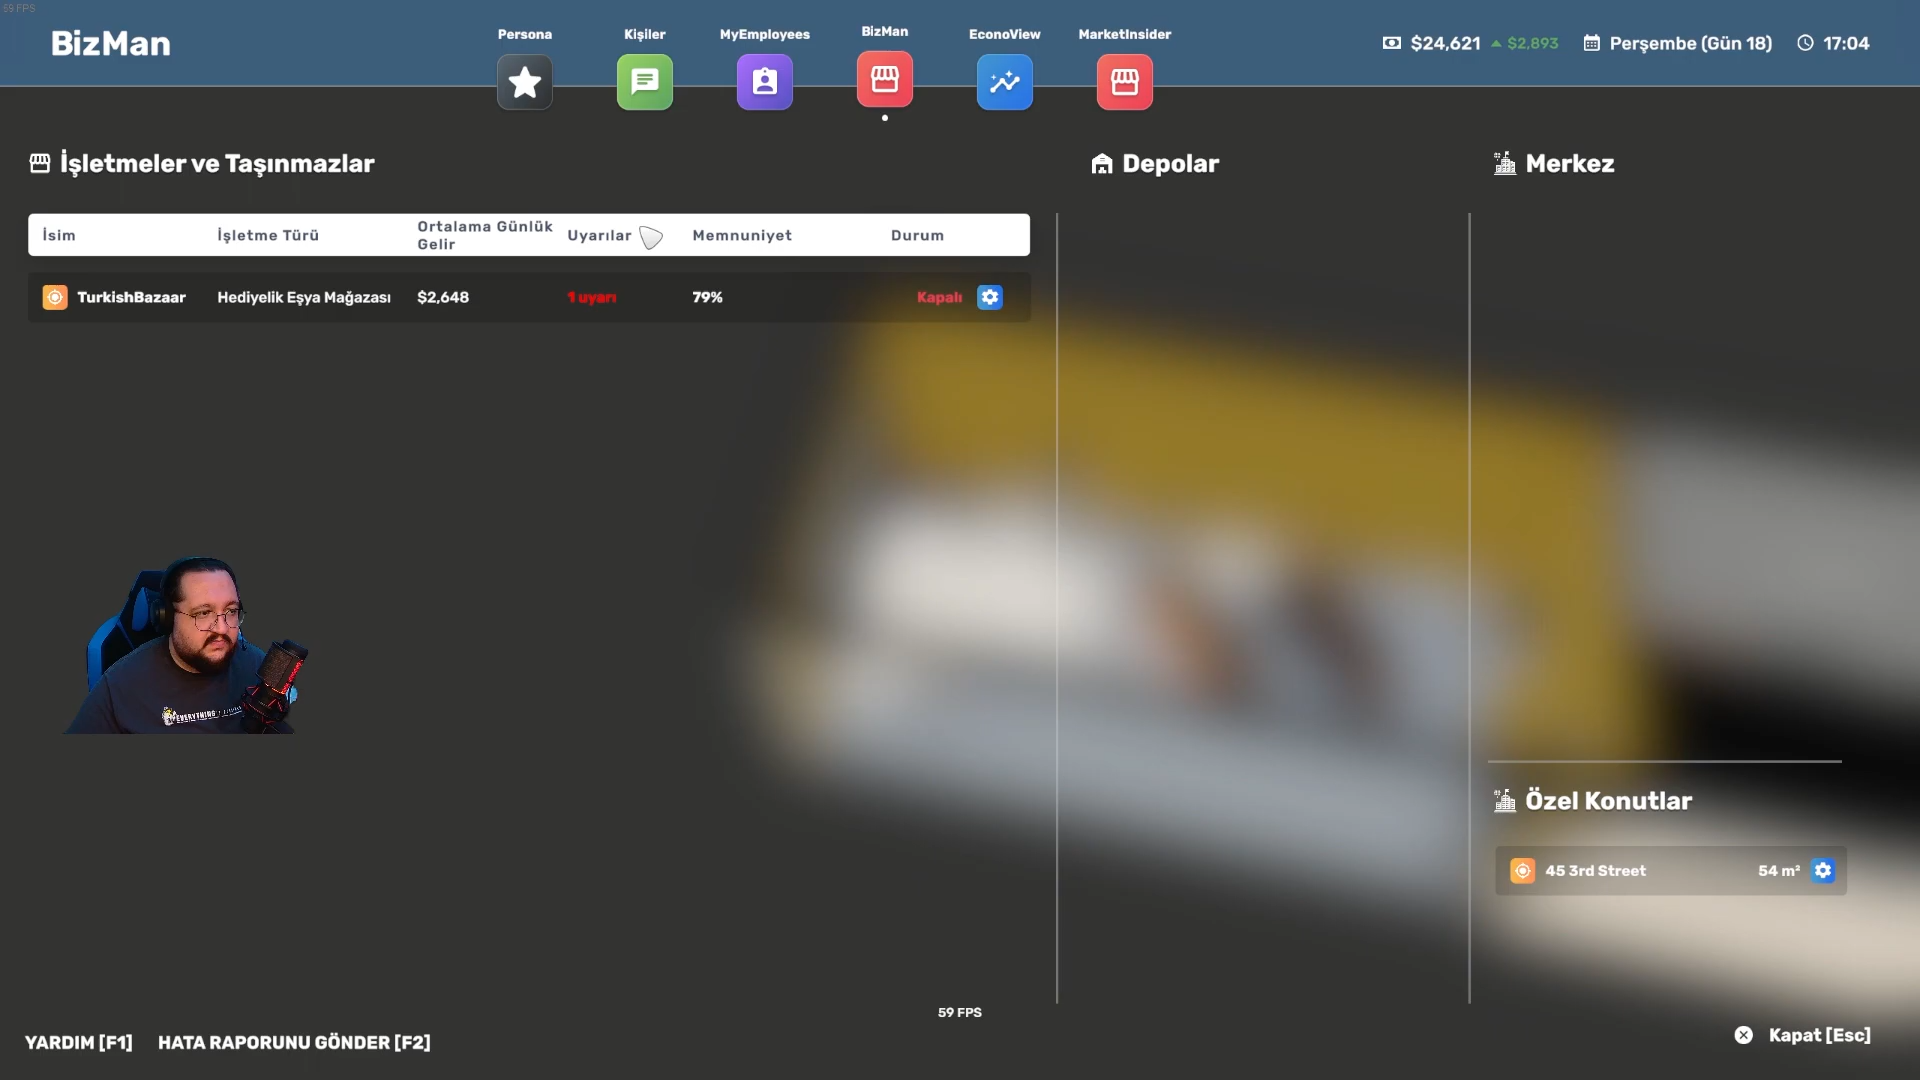 59 FPS
BizMan
Persona
Kişiler
MyEmployees
BizMan
EconoView
MarketInsider
$24,621 $2,893 Perşembe (Gün 18) 17:04
İşletmeler ve Taşınmazlar
Depolar
Merkez
İsim İşletme Türü Ortalama Günlük Gelir Uyarılar Memnuniyet Durum
TurkishBazaar Hediyelik Eşya Mağazası $2,648 1 uyarı 79% Kapalı
EVERYTHING
Özel Konutlar
45 3rd Street 54 m²
59 FPS
YARDIM [F1] HATA RAPORUNU GÖNDER [F2]
Kapat [Esc]